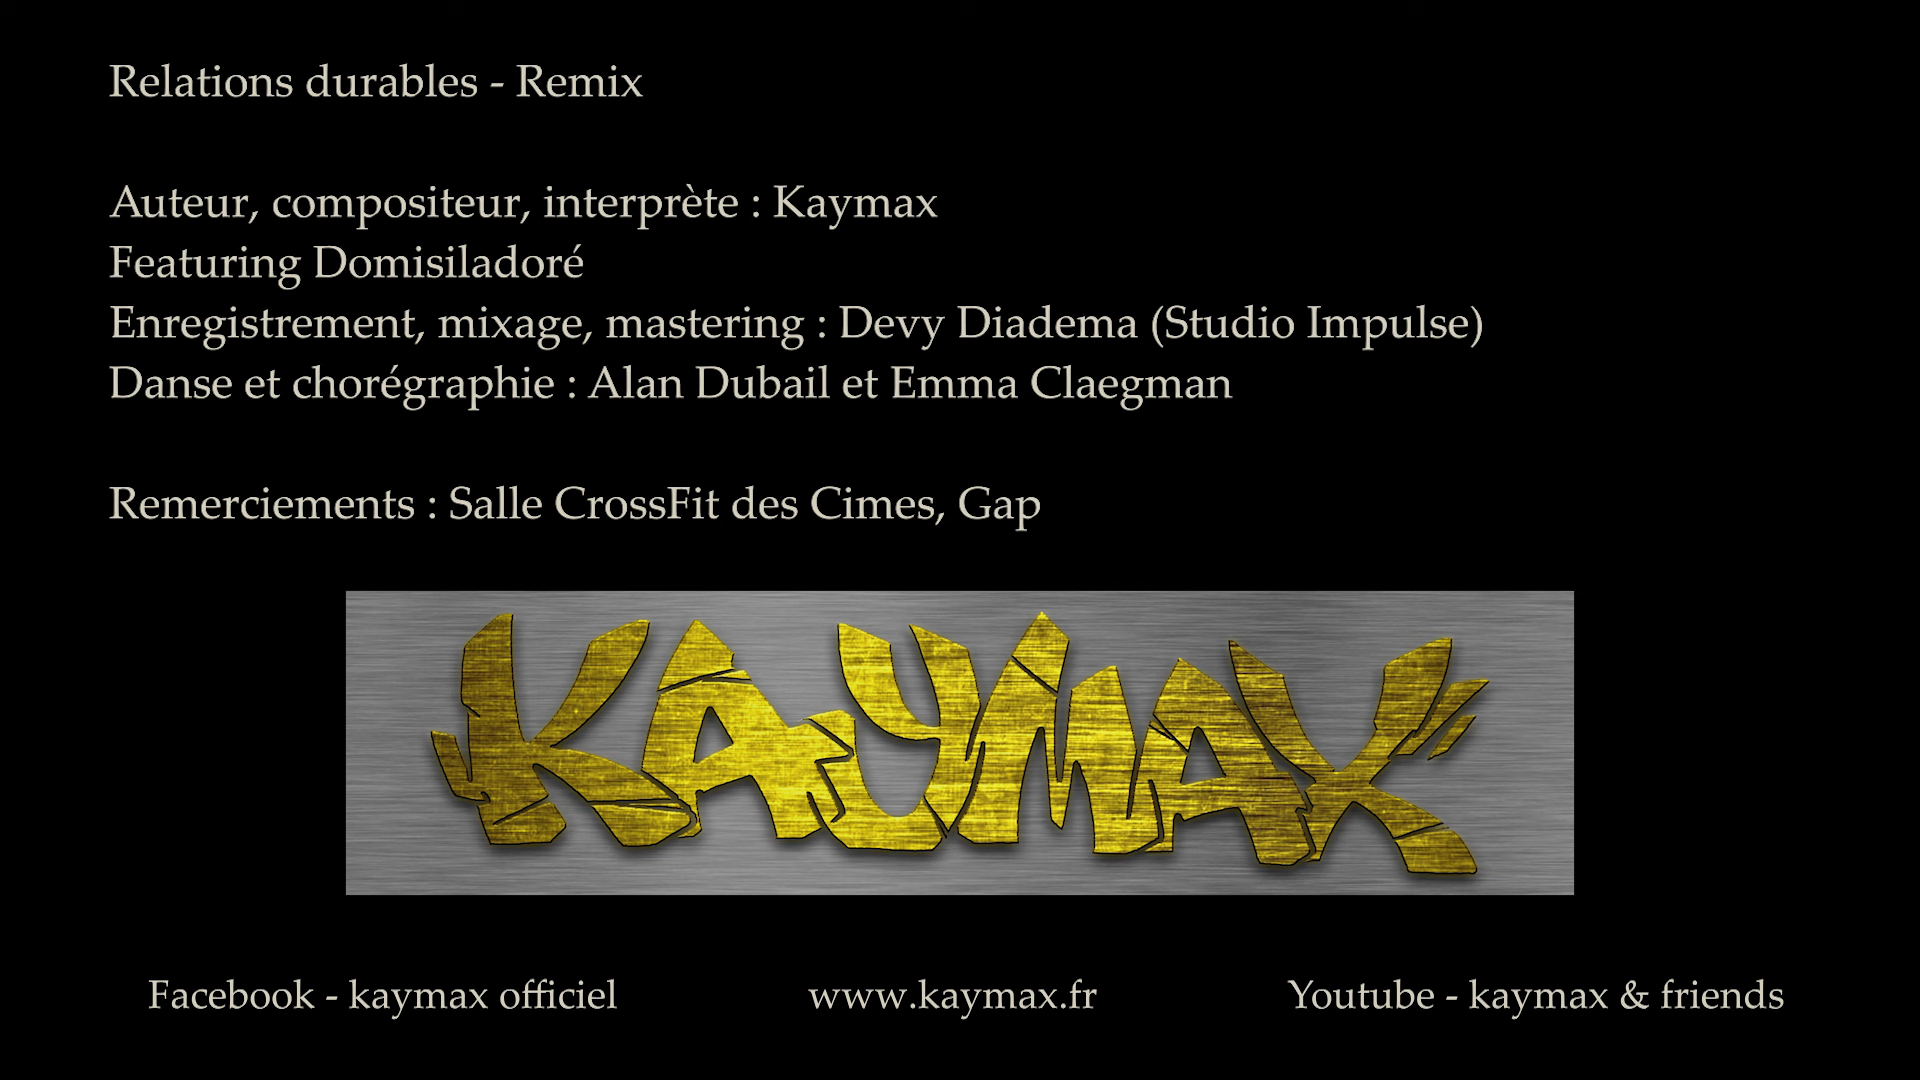 Relations durables - Remix
Auteur, compositeur, interprète : Kaymax
Featuring Domisiladoré
Enregistrement, mixage, mastering : Devy Diadema (Studio Impulse)
Danse et chorégraphie : Alan Dubail et Emma Claegman
Remerciements : Salle CrossFit des Cimes, Gap
KAYMAX
Facebook - kaymax officiel
www.kaymax.fr
Youtube - kaymax & friends